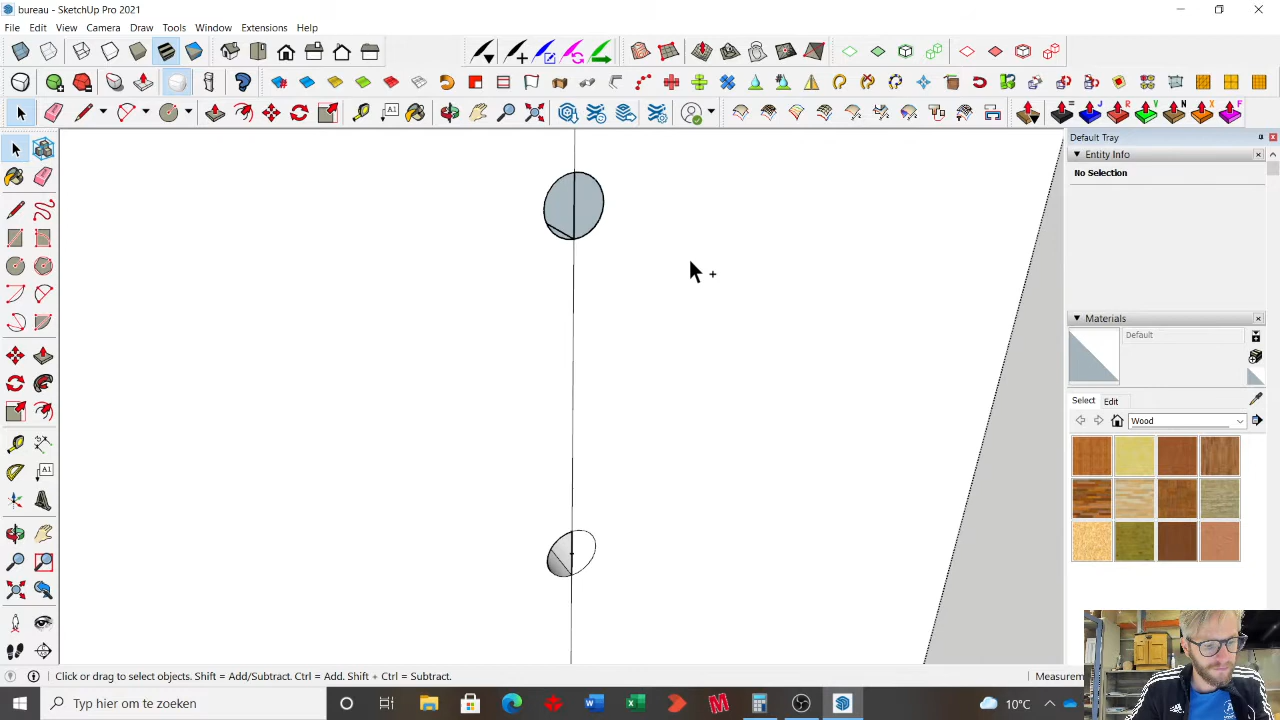 bureau - SketchUp Pro 2021
File Edit View Camera Draw Tools Window Extensions Help
A1
= J R V N X F
Default Tray
Entity Info
No Selection
A1
Materials
Default
Select Edit
Wood
Click or drag to select objects. Shift = Add/Subtract. Ctrl = Add. Shift + Ctrl = Subtract.
Measurem
Typ hier om te zoeken
10°C